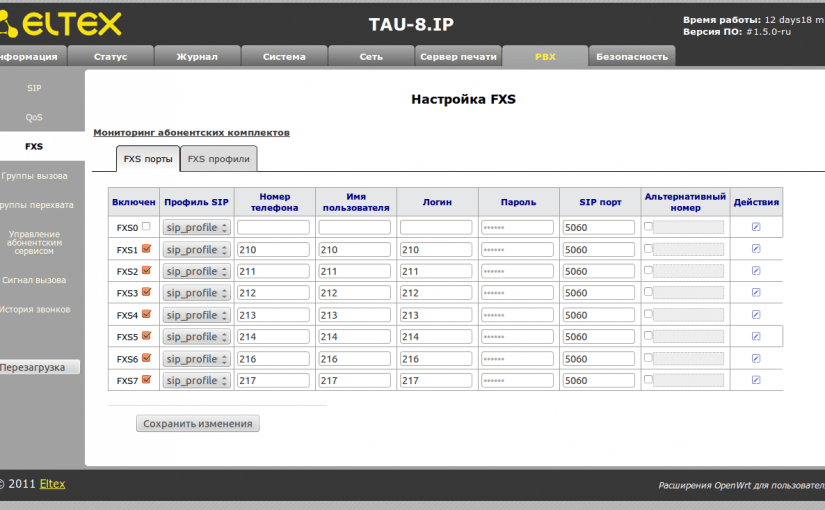 ELTEX
TAU-8.IP
Время работы: 12 days18 m
Версия ПО: #1.5.0-ru
нформация Статус Журнал Система Сеть Сервер печати PBX Безопасность
SIP
QoS
FXS
Группы вызова
руппы перехвата
Управление
абонентским
сервисом
Сигнал вызова
История звонков
Перезагрузка
Настройка FXS
Мониторинг абонентских комплектов
FXS порты FXS профили
Включен Профиль SIP Номер телефона Имя пользователя Логин Пароль SIP порт Альтернативный номер Действия
FXS0 sip_profile •••••• 5060
FXS1 sip_profile 210 210 210 •••••• 5060
FXS2 sip_profile 211 211 211 •••••• 5060
FXS3 sip_profile 212 212 212 •••••• 5060
FXS4 sip_profile 213 213 213 •••••• 5060
FXS5 sip_profile 214 214 214 •••••• 5060
FXS6 sip_profile 216 216 216 •••••• 5060
FXS7 sip_profile 217 217 217 •••••• 5060
Сохранить изменения
© 2011 Eltex
Расширения OpenWrt для пользовател